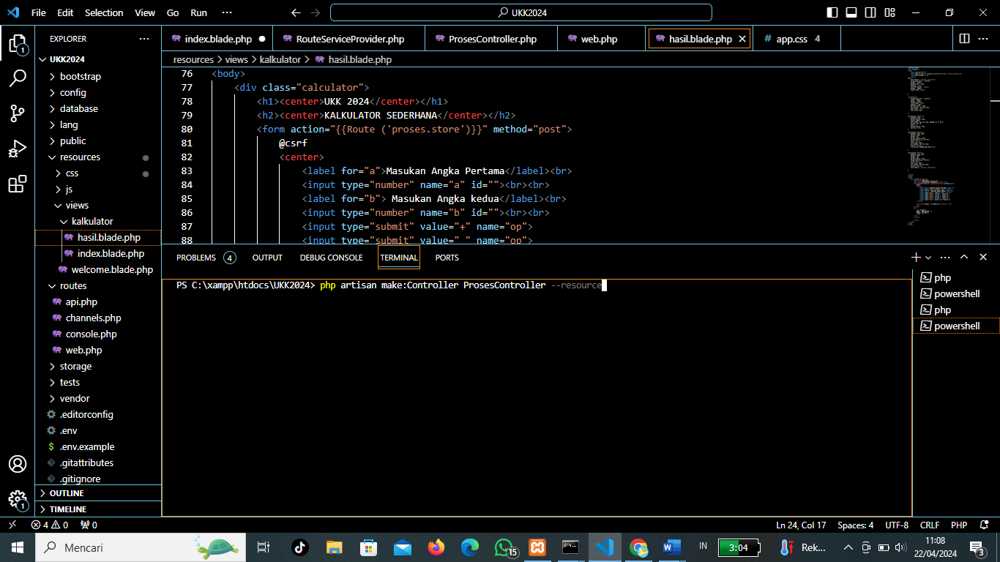 File Edit Selection View Go Run ··· UKK2024
EXPLORER ···
UKK2024
bootstrap
config
database
lang
public
resources
css
js
views
kalkulator
hasil.blade.php
index.blade.php
welcome.blade.php
routes
api.php
channels.php
console.php
web.php
storage
tests
vendor
.editorconfig
.env
$ .env.example
.gitattributes
.gitignore
OUTLINE
TIMELINE
index.blade.php RouteServiceProvider.php ProsesController.php web.php hasil.blade.php # app.css 4
resources > views > kalkulator > hasil.blade.php
76 <body>
77 <div class="calculator">
78 <h1><center>UKK 2024</center></h1>
79 <h2><center>KALKULATOR SEDERHANA</center></h2>
80 <form action="{{Route ('proses.store')}}" method="post">
81 @csrf
82 <center>
83 <label for="a">Masukan Angka Pertama</label><br>
84 <input type="number" name="a" id=""><br><br>
85 <label for="b"> Masukan Angka kedua</label><br>
86 <input type="number" name="b" id=""><br><br>
87 <input type="submit" value="+" name="op">
88 <input type="submit" value=" " name="op">
PROBLEMS 4 OUTPUT DEBUG CONSOLE TERMINAL PORTS
PS C:\xampp\htdocs\UKK2024> php artisan make:Controller ProsesController --resource
php
powershell
php
powershell
1
1
4 0 0 Ln 24, Col 17 Spaces: 4 UTF-8 CRLF PHP
Mencari
15
IN 3:04 Rek...
11:08
22/04/2024
3